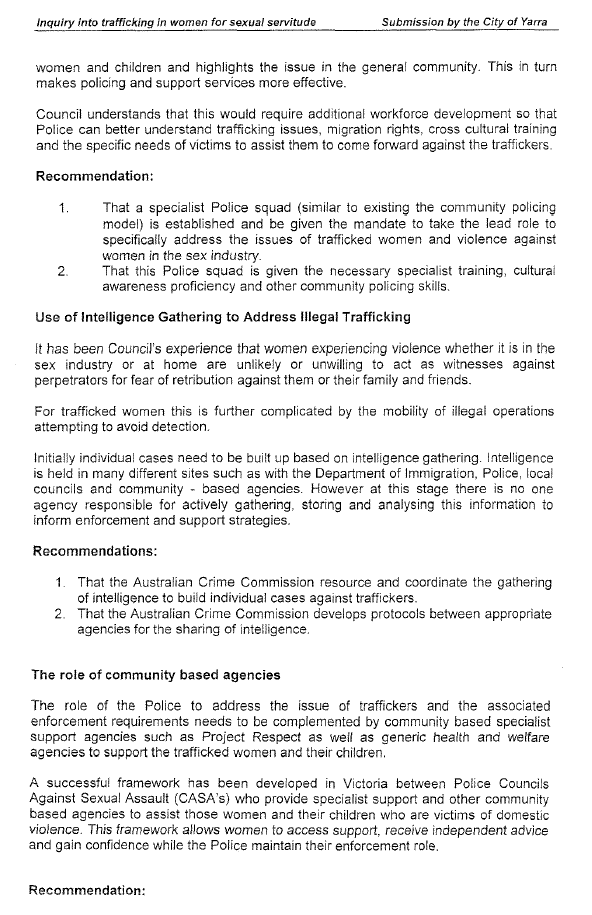 Inquiry into trafficking in women for sexual servitude Submission by the City of Yarra
women and children and highlights the issue in the general community. This in turn
makes policing and support services more effective.
Council understands that this would require additional workforce development so that
Police can better understand trafficking issues, migration rights, cross cultural training
and the specific needs of victims to assist them to come forward against the traffickers.
Recommendation:
1. That a specialist Police squad (similar to existing the community policing
model) is established and be given the mandate to take the lead role to
specifically address the issues of trafficked women and violence against
women in the sex industry.
2. That this Police squad is given the necessary specialist training, cultural
awareness proficiency and other community policing skills.
Use of Intelligence Gathering to Address Illegal Trafficking
It has been Council's experience that women experiencing violence whether it is in the
sex industry or at home are unlikely or unwilling to act as witnesses against
perpetrators for fear of retribution against them or their family and friends.
For trafficked women this is further complicated by the mobility of illegal operations
attempting to avoid detection.
Initially individual cases need to be built up based on intelligence gathering. Intelligence
is held in many different sites such as with the Department of Immigration, Police, local
councils and community - based agencies. However at this stage there is no one
agency responsible for actively gathering, storing and analysing this information to
inform enforcement and support strategies.
Recommendations:
1. That the Australian Crime Commission resource and coordinate the gathering
of intelligence to build individual cases against traffickers.
2. That the Australian Crime Commission develops protocols between appropriate
agencies for the sharing of intelligence.
The role of community based agencies
The role of the Police to address the issue of traffickers and the associated
enforcement requirements needs to be complemented by community based specialist
support agencies such as Project Respect as well as generic health and welfare
agencies to support the trafficked women and their children.
A successful framework has been developed in Victoria between Police Councils
Against Sexual Assault (CASA's) who provide specialist support and other community
based agencies to assist those women and their children who are victims of domestic
violence. This framework allows women to access support, receive independent advice
and gain confidence while the Police maintain their enforcement role.
Recommendation: